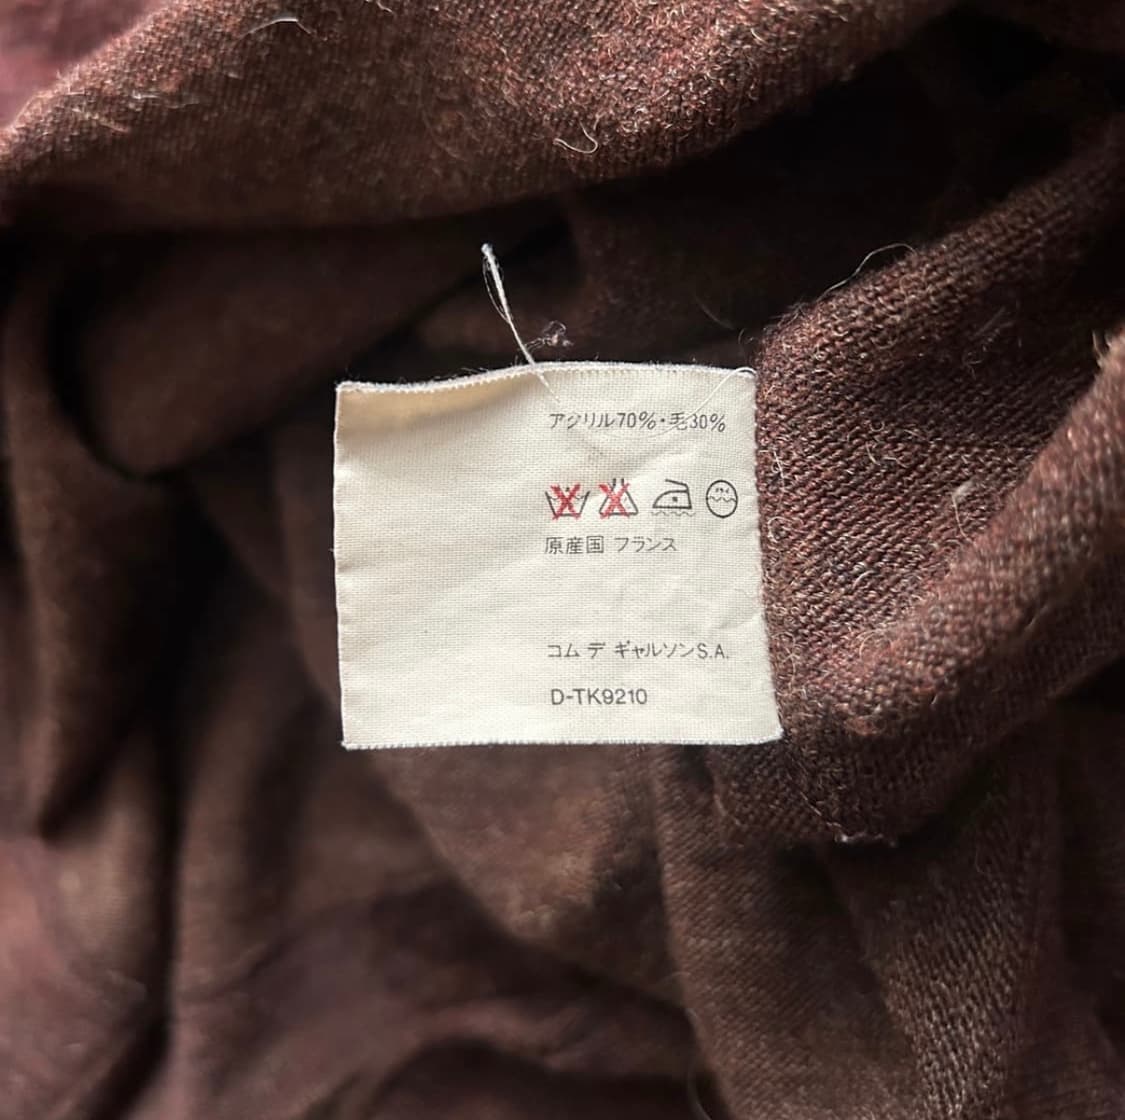 アクリル70%・毛30%
原産国 フランス
コム デ ギャルソンS.A.
D-TK9210